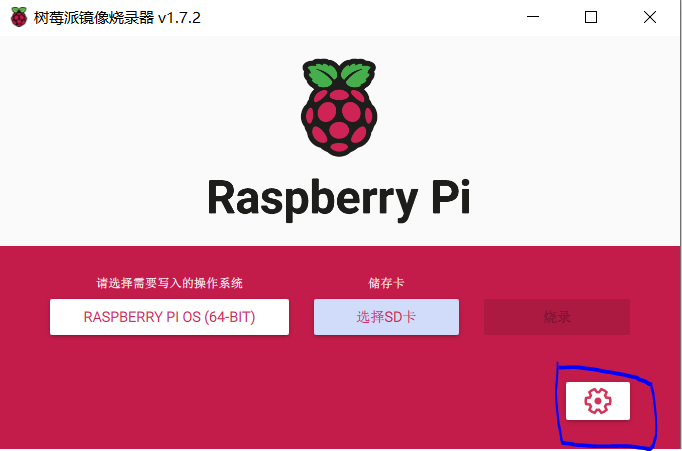 树莓派镜像烧录器 v1.7.2
Raspberry Pi
请选择需要写入的操作系统
储存卡
RASPBERRY PI OS (64-BIT)
选择SD卡
烧录